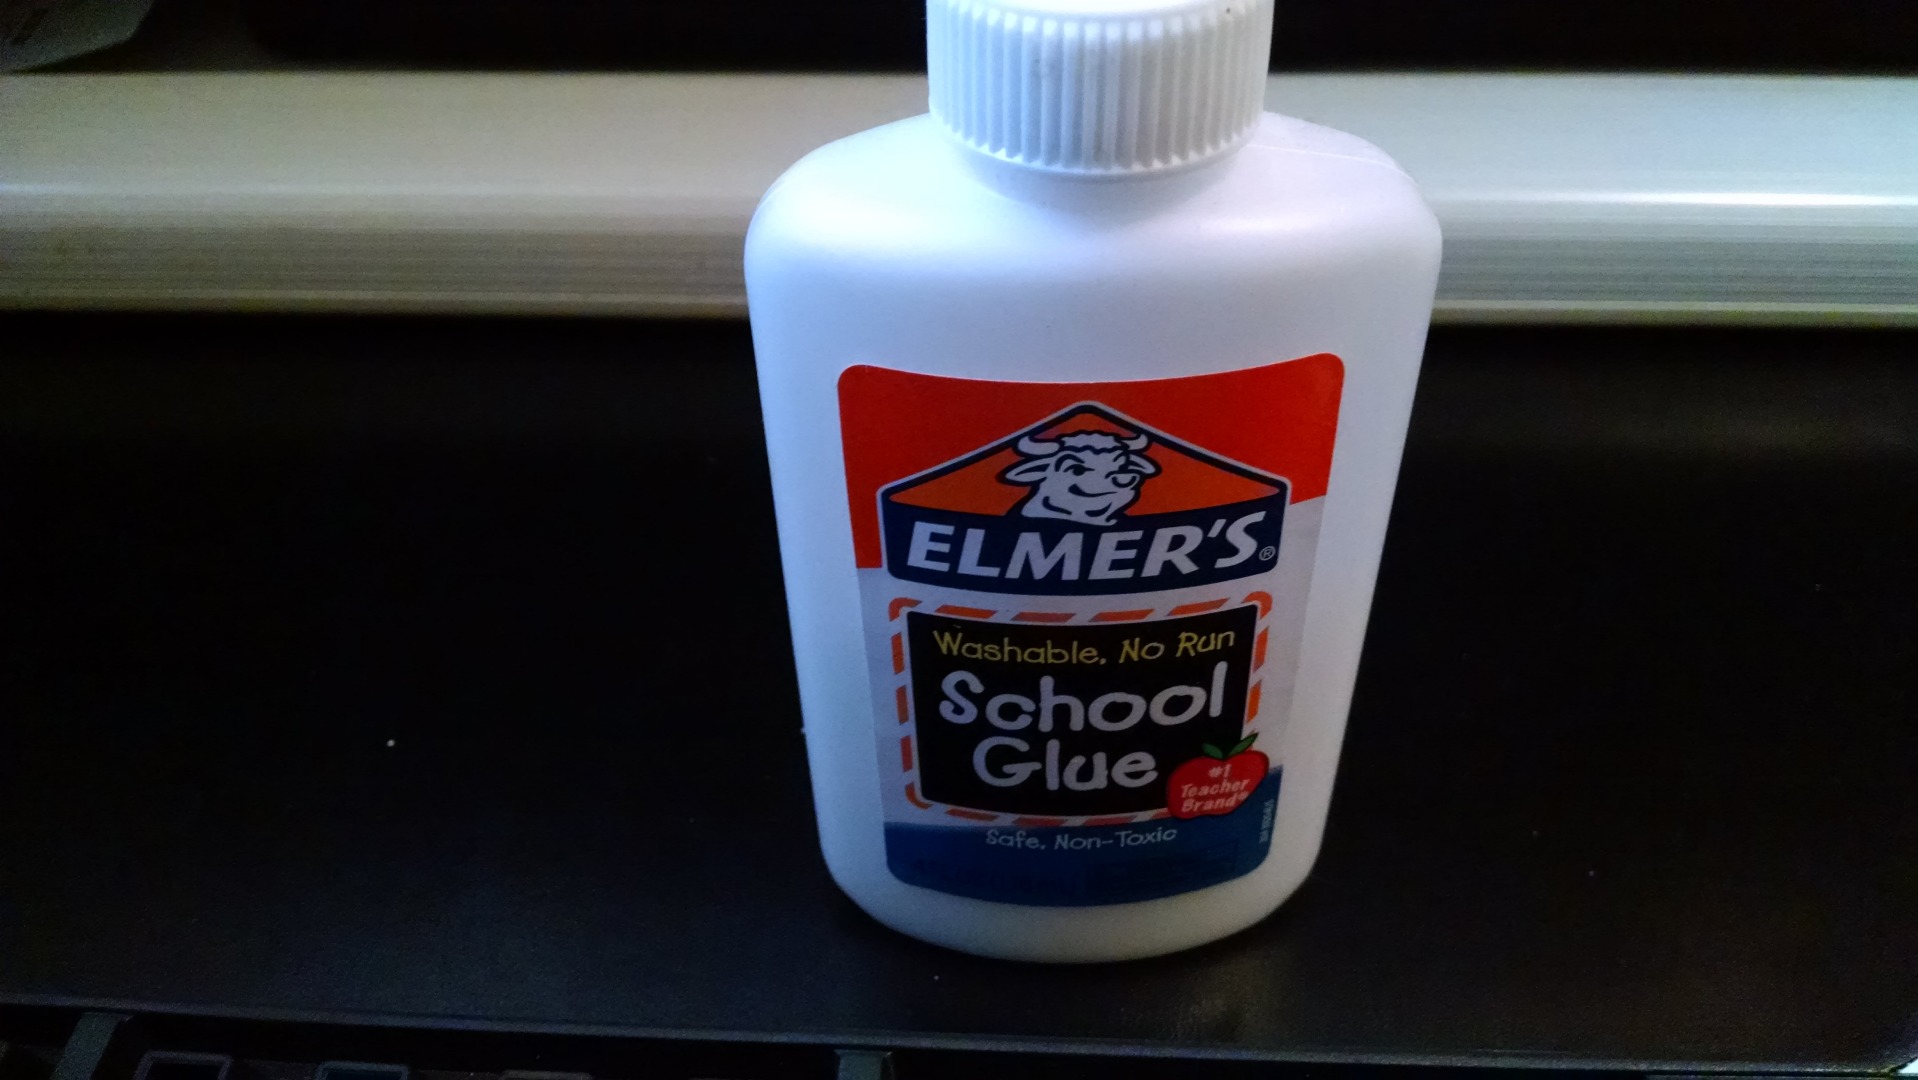 ELMER'S®
Washable, No Run
School
Glue
#1
Teacher
Brand®
Safe, Non-Toxic